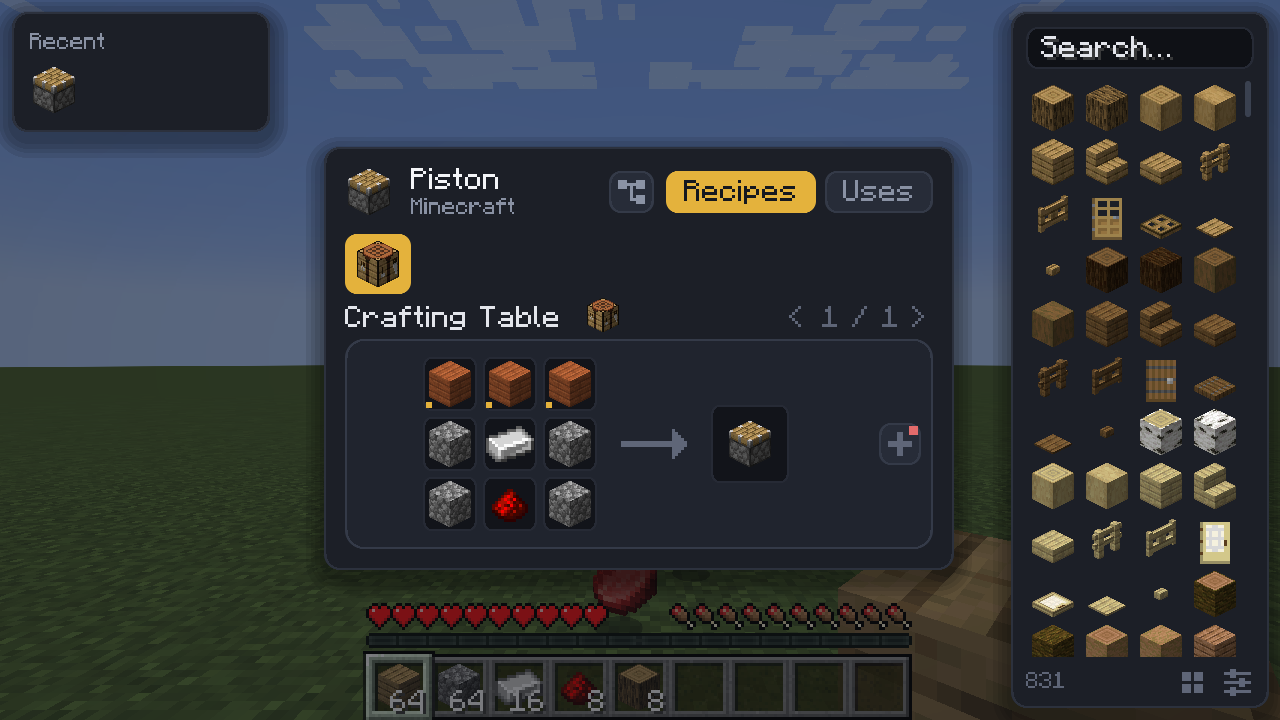 Recent
Search...
Piston
Minecraft
Recipes
Uses
Crafting Table
< 1 / 1 >
64
64
16
8
8
831